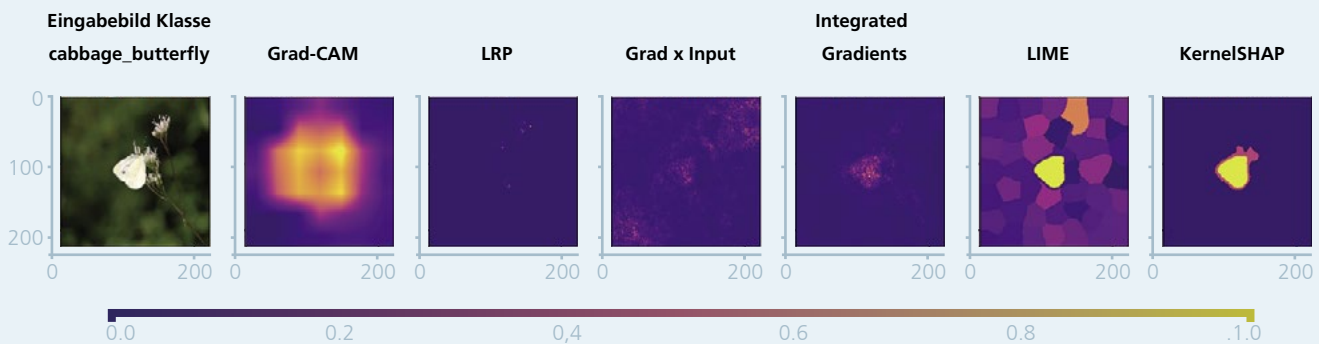 Eingabebild Klasse
cabbage_butterfly
Grad-CAM
LRP
Grad x Input
Integrated
Gradients
LIME
KernelSHAP
0
100
200
0 200
0 200
0 200
0 200
0 200
0 200
0 200
0.0 0.2 0,4 0.6 0.8 .1.0